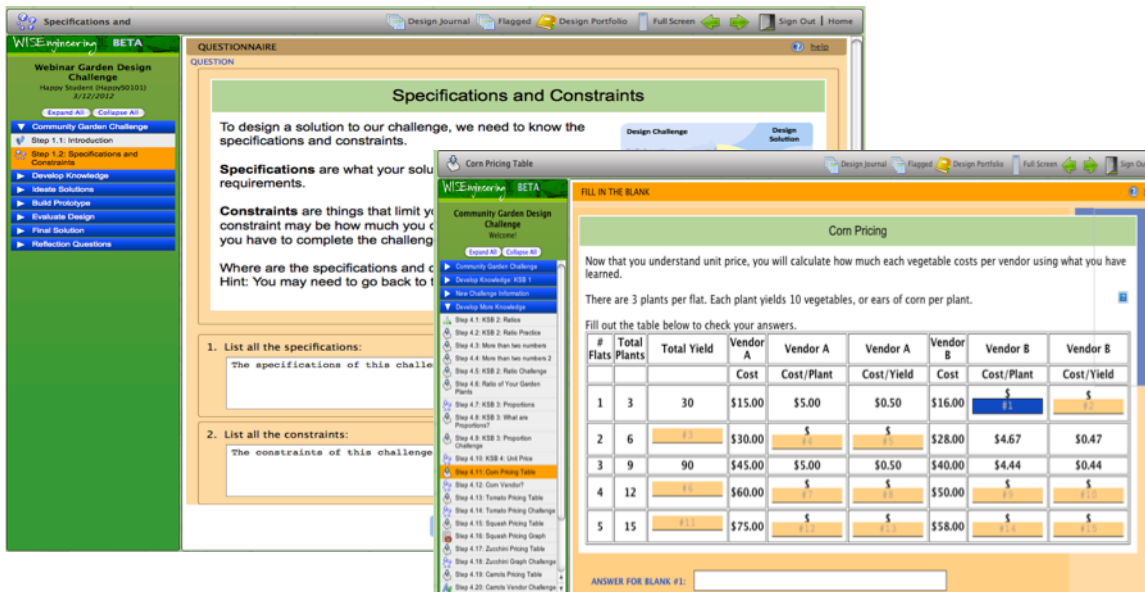 Specifications and
Design Journal Flagged Design Portfolio Full Screen Sign Out | Home
WISEngineering BETA
Webinar Garden Design
Challenge
Happy Student (HappyS0101)
3/12/2012
Expand All Collapse All
Community Garden Challenge
Step 1.1: Introduction
Step 1.2: Specifications and
Constraints
Develop Knowledge
Ideate Solutions
Build Prototype
Evaluate Design
Final Solution
Reflection Questions
QUESTIONNAIRE help
QUESTION
Specifications and Constraints
To design a solution to our challenge, we need to know the
specifications and constraints.
Specifications are what your solu
requirements.
Constraints are things that limit yo
constraint may be how much you
you have to complete the challeng
Where are the specifications and c
Hint: You may need to go back to t
Design Challenge
Design
Solution
1. List all the specifications:
The specifications of this challe
2. List all the constraints:
The constraints of this challenge
Corn Pricing Table
Design Journal Flagged Design Portfolio Full Screen Sign Ou
WISEngineering BETA
Community Garden Design
Challenge
Welcome!
Expand All Collapse All
Community Garden Challenge
Develop Knowledge: KSB 1
New Challenge Information
Develop More Knowledge
Step 4.1: KSB 2: Ratios
Step 4.2: KSB 2: Ratio Practice
Step 4.3: More than two numbers
Step 4.4: More than two numbers 2
Step 4.5: KSB 2: Ratio Challenge
Step 4.6: Ratio of Your Garden
Plants
Step 4.7: KSB 3: Proportions
Step 4.8: KSB 3: What are
Proportions?
Step 4.9: KSB 3: Proportion
Challenge
Step 4.10: KSB 4: Unit Price
Step 4.11: Corn Pricing Table
Step 4.12: Corn Vendor?
Step 4.13: Tomato Pricing Table
Step 4.14: Tomato Pricing Challenge
Step 4.15: Squash Pricing Table
Step 4.16: Squash Pricing Graph
Step 4.17: Zucchini Pricing Table
Step 4.18: Zucchini Graph Challenge
Step 4.19: Carrots Pricing Table
Step 4.20: Carrots Vendor Challenge
FILL IN THE BLANK
Corn Pricing
Now that you understand unit price, you will calculate how much each vegetable costs per vendor using what you have
learned.
There are 3 plants per flat. Each plant yields 10 vegetables, or ears of corn per plant.
Fill out the table below to check your answers.
# Flats Total Plants Total Yield Vendor A Vendor A Vendor A Vendor B Vendor B Vendor B
Cost Cost/Plant Cost/Yield Cost Cost/Plant Cost/Yield
1 3 30 $15.00 $5.00 $0.50 $16.00 $ #1 $ #2
2 6 #3 $30.00 $ #4 $ #5 $28.00 $4.67 $0.47
3 9 90 $45.00 $5.00 $0.50 $40.00 $4.44 $0.44
4 12 #6 $60.00 $ #7 $ #8 $50.00 $ #9 $ #10
5 15 #11 $75.00 $ #12 $ #13 $58.00 $ #14 $ #15
ANSWER FOR BLANK #1: